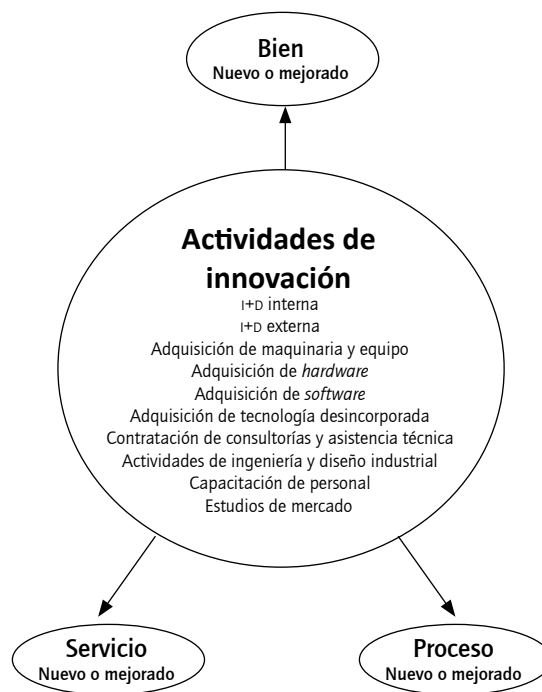 Bien
Nuevo o mejorado
Actividades de
innovación
I+D interna
I+D externa
Adquisición de maquinaria y equipo
Adquisición de hardware
Adquisición de software
Adquisición de tecnología desincorporada
Contratación de consultorías y asistencia técnica
Actividades de ingeniería y diseño industrial
Capacitación de personal
Estudios de mercado
Servicio
Nuevo o mejorado
Proceso
Nuevo o mejorado